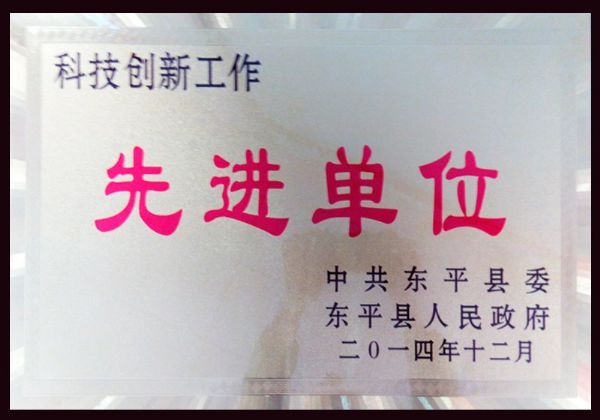 科技创新工作
先进单位
中共东平县委
东平县人民政府
二〇一四年十二月